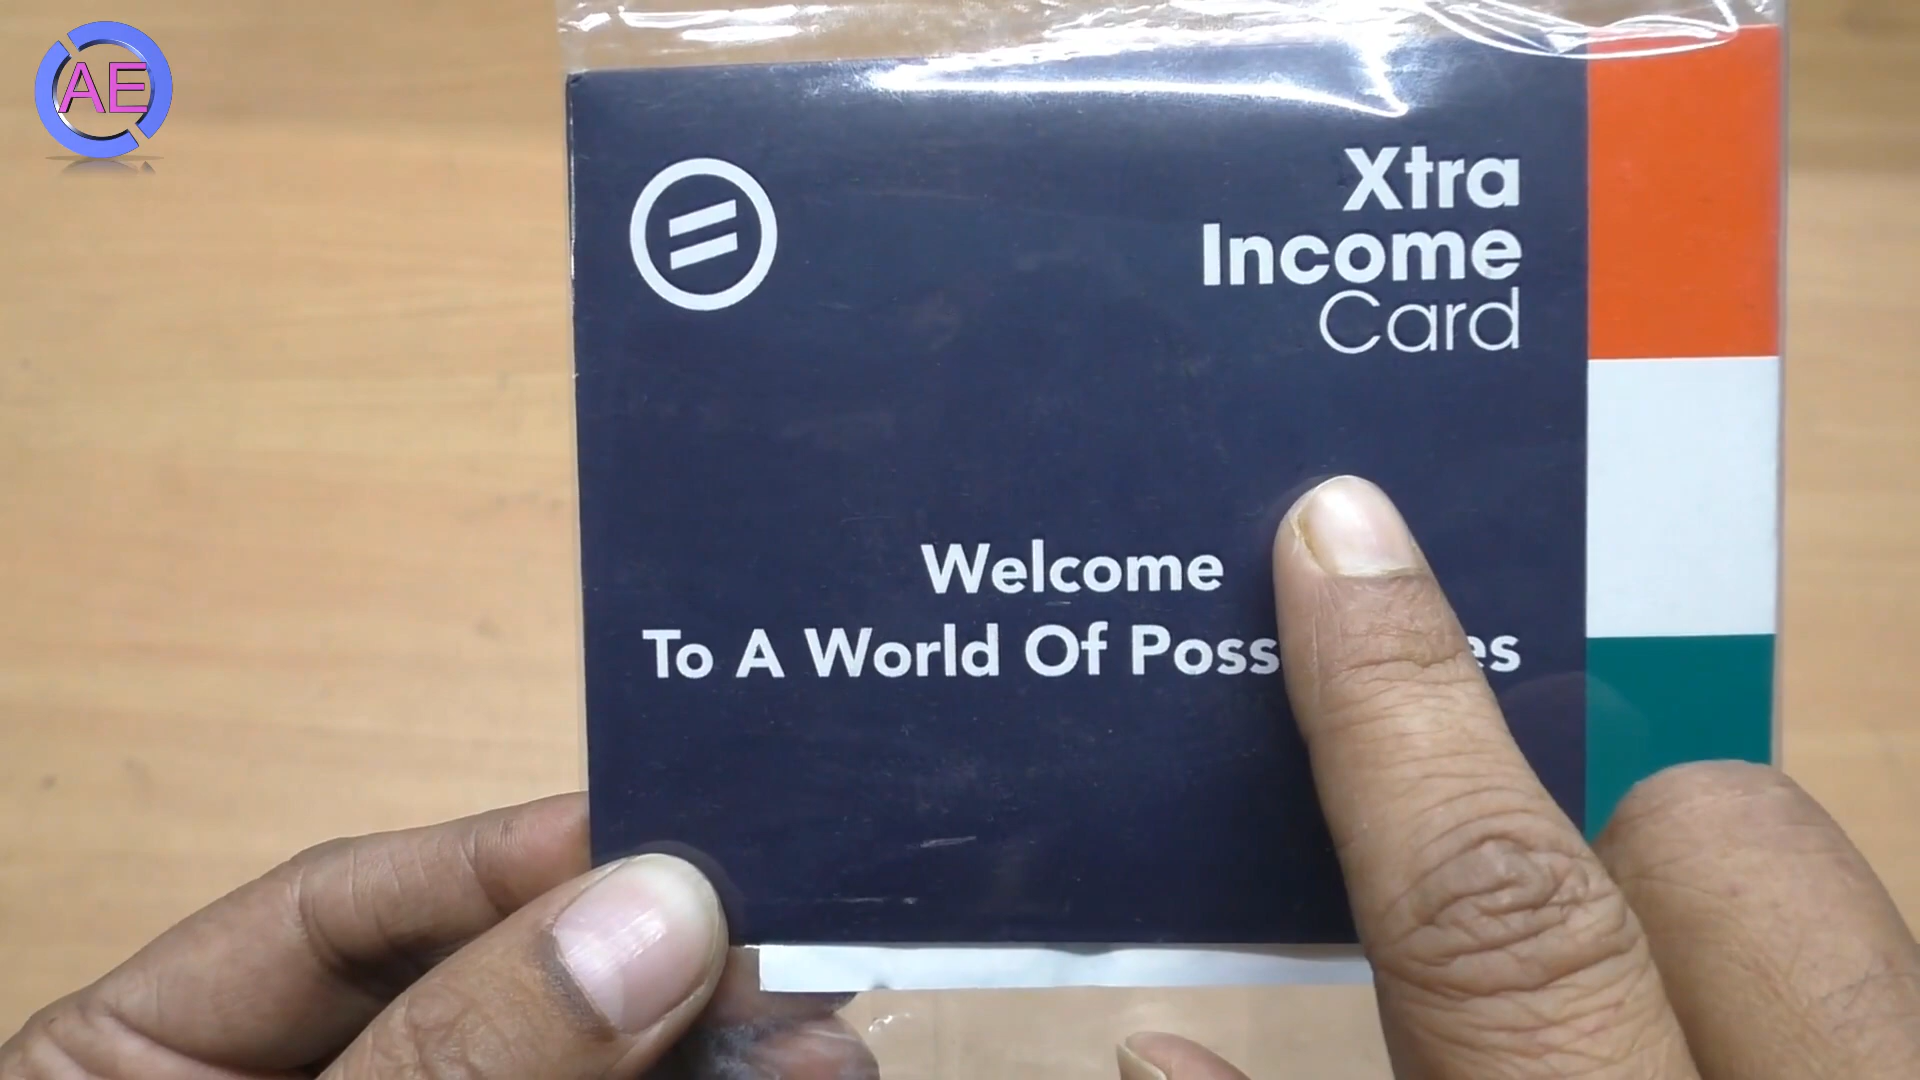 AE
Xtra
Income
Card
Welcome
To A World Of Poss es